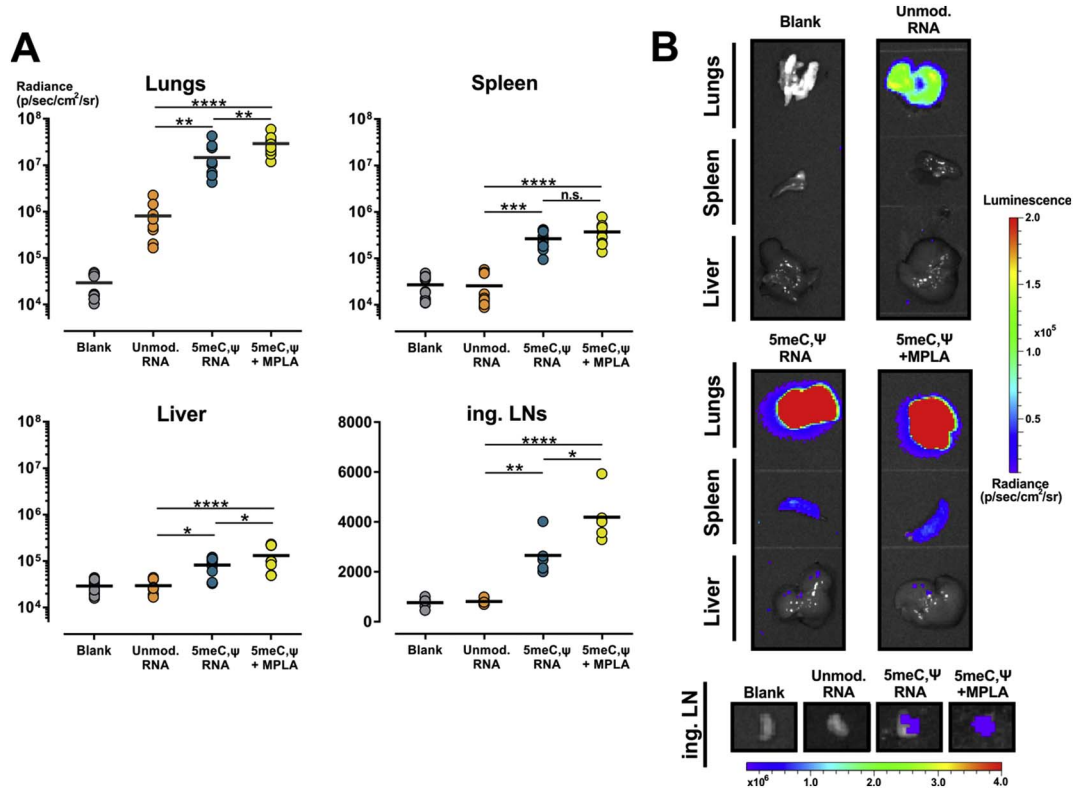 A
Radiance
(p/sec/cm²/sr)
Lungs
10⁸
10⁷
10⁶
10⁵
10⁴
****
**
**
Blank
Unmod.
RNA
5meC,Ψ
RNA
5meC,Ψ
+ MPLA
Spleen
10⁸
10⁷
10⁶
10⁵
10⁴
****
n.s.
***
Blank
Unmod.
RNA
5meC,Ψ
RNA
5meC,Ψ
+ MPLA
Liver
10⁸
10⁷
10⁶
10⁵
10⁴
****
*
*
Blank
Unmod.
RNA
5meC,Ψ
RNA
5meC,Ψ
+ MPLA
ing. LNs
8000
6000
4000
2000
0
****
*
**
Blank
Unmod.
RNA
5meC,Ψ
RNA
5meC,Ψ
+ MPLA
B
Blank
Unmod.
RNA
Lungs
Spleen
Liver
5meC,Ψ
RNA
5meC,Ψ
+MPLA
Lungs
Spleen
Liver
Luminescence
2.0
1.5
x10⁵
1.0
0.5
Radiance
(p/sec/cm²/sr)
ing. LN
Blank
Unmod.
RNA
5meC,Ψ
RNA
5meC,Ψ
+MPLA
x10⁶ 1.0 2.0 3.0 4.0